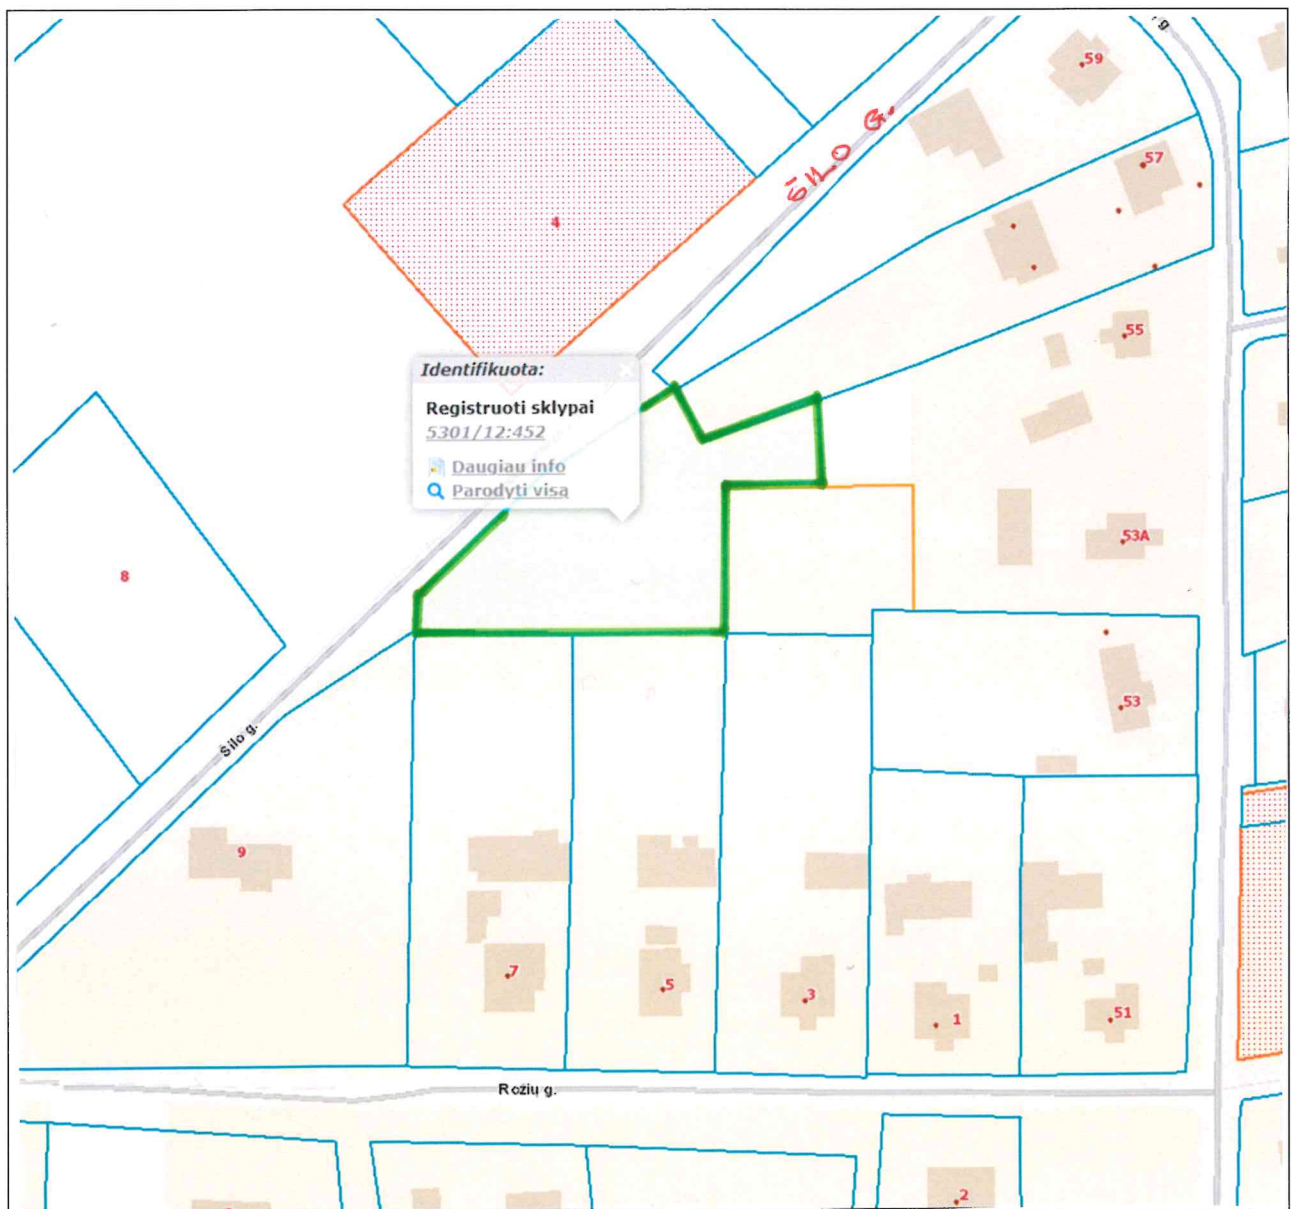 g.
59
ŠILO G.
57
4
55
Identifikuota:
Registruoti sklypai
5301/12:452
Daugiau info
Parodyti visą
53A
8
53
Šilo g.
9
7
5
3
1
51
Rožių g.
2